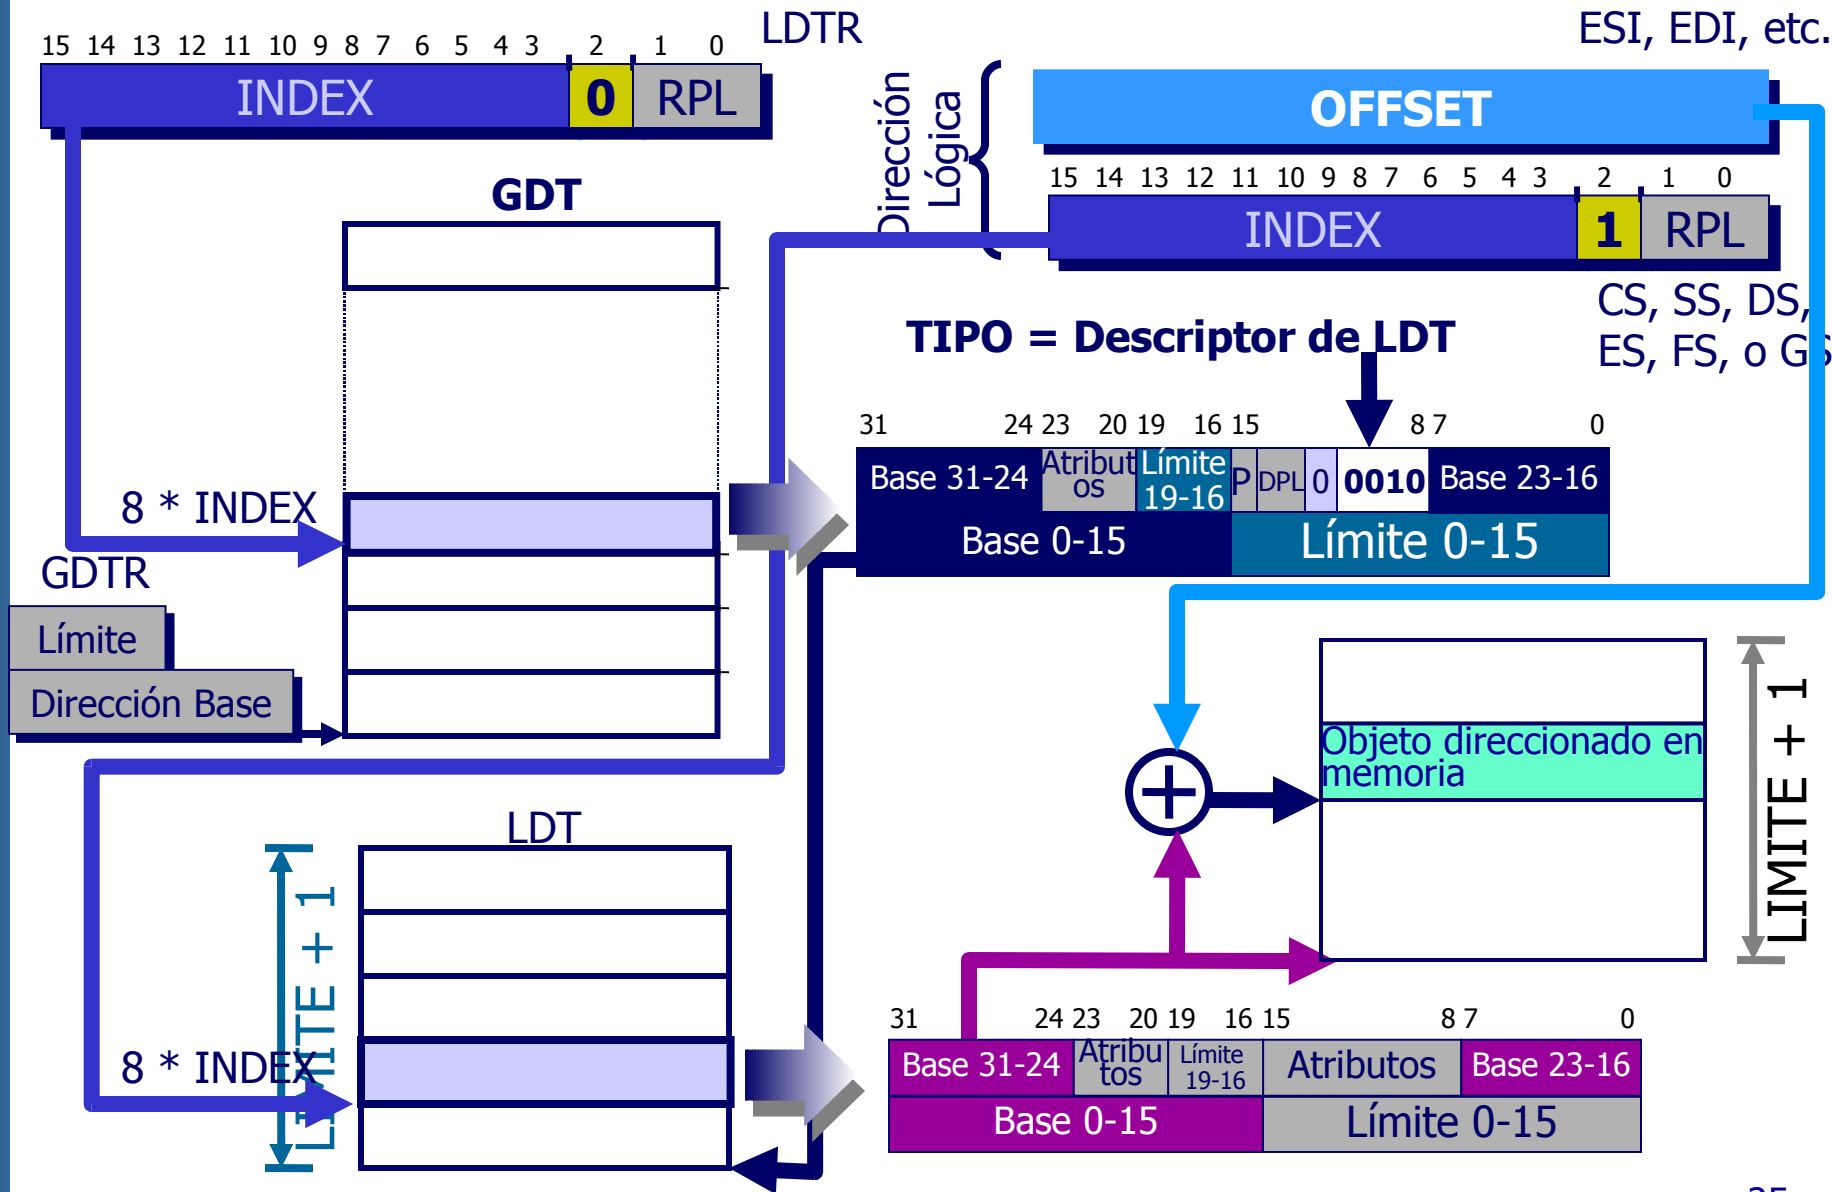 LDTR
15 14 13 12 11 10 9 8 7 6 5 4 3 2 1 0
INDEX 0 RPL
ESI, EDI, etc.
Dirección
Lógica
OFFSET
15 14 13 12 11 10 9 8 7 6 5 4 3 2 1 0
INDEX 1 RPL
CS, SS, DS,
ES, FS, o GS
GDT
TIPO = Descriptor de LDT
31 24 23 20 19 16 15 8 7 0
Base 31-24
Atribut
os
Límite
19-16
P DPL 0 0010 Base 23-16
Base 0-15 Límite 0-15
8 * INDEX
GDTR
Límite
Dirección Base
Objeto direccionado en
memoria
LIMITE + 1
LDT
LIMITE + 1
8 * INDEX
31 24 23 20 19 16 15 8 7 0
Base 31-24
Atribu
tos
Límite
19-16
Atributos Base 23-16
Base 0-15 Límite 0-15